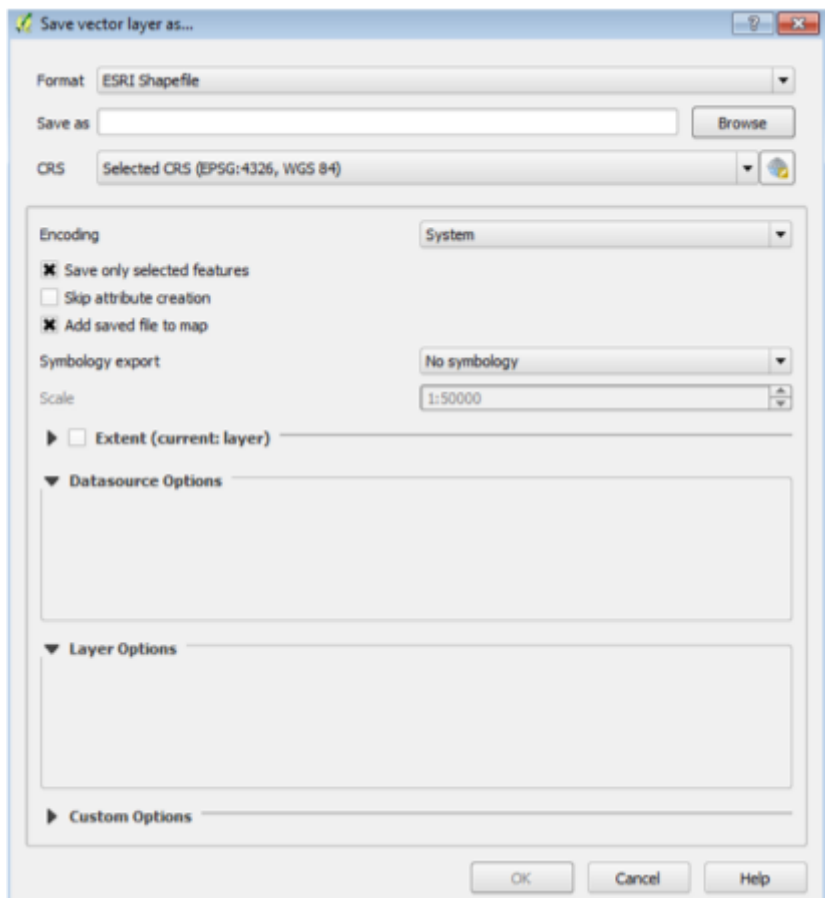 Save vector layer as...
Format ESRI Shapefile
Save as Browse
CRS Selected CRS (EPSG:4326, WGS 84)
Encoding System
Save only selected features
Skip attribute creation
Add saved file to map
Symbology export No symbology
Scale 1:50000
Extent (current: layer)
Datasource Options
Layer Options
Custom Options
OK Cancel Help